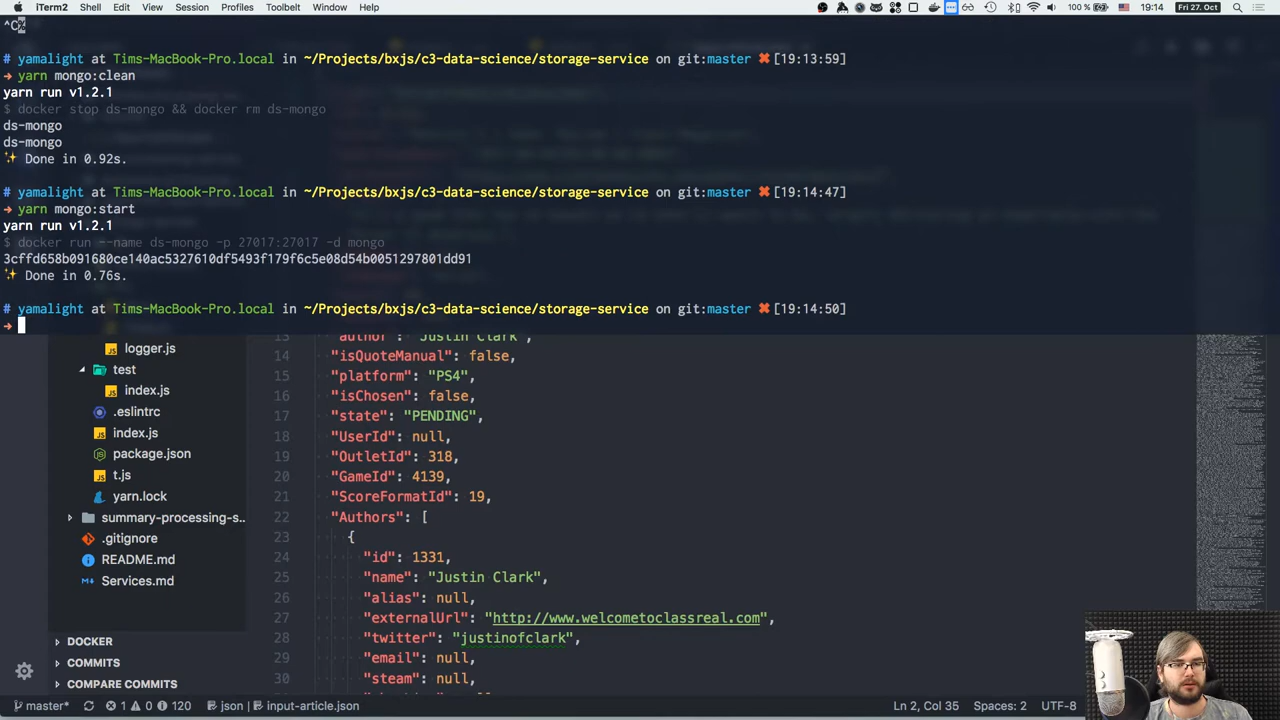 iTerm2 Shell Edit View Profiles Toolbelt Window Help 100 % 19:14 Fri 27. Oct
^C
# yamalight at Tims-MacBook-Pro.local in ~/Projects/bxjs/c3-data-science/storage-service on git:master ✖ [19:13:59]
→ yarn mongo:clean
yarn run v1.2.1
$ docker stop ds-mongo && docker rm ds-mongo
ds-mongo
ds-mongo
✨ Done in 0.92s.
# yamalight at Tims-MacBook-Pro.local in ~/Projects/bxjs/c3-data-science/storage-service on git:master ✖ [19:14:47]
→ yarn mongo:start
yarn run v1.2.1
$ docker run --name ds-mongo -p 27017:27017 -d mongo
3cffd658b091680ce140ac5327610df5493f179f6c5e08d54b0051297801dd91
✨ Done in 0.76s.
# yamalight at Tims-MacBook-Pro.local in ~/Projects/bxjs/c3-data-science/storage-service on git:master ✖ [19:14:50]
→
13 "author": "Justin Clark",
logger.js
14 "isQuoteManual": false,
test
15 "platform": "PS4",
index.js
16 "isChosen": false,
.eslintrc
17 "state": "PENDING",
index.js
18 "UserId": null,
package.json
19 "OutletId": 318,
t.js
20 "GameId": 4139,
yarn.lock
21 "ScoreFormatId": 19,
summary-processing-s..
22 "Authors": [
.gitignore
23 {
README.md
24 "id": 1331,
Services.md
25 "name": "Justin Clark",
26 "alias": null,
27 "externalUrl": "http://www.welcometoclassreal.com",
DOCKER
28 "twitter": "justinofclark",
COMMITS
29 "email": null,
COMPARE COMMITS
30 "steam": null,
master* 1 0 120 json input-article.json Ln 2, Col 35 Spaces: 2 UTF-8